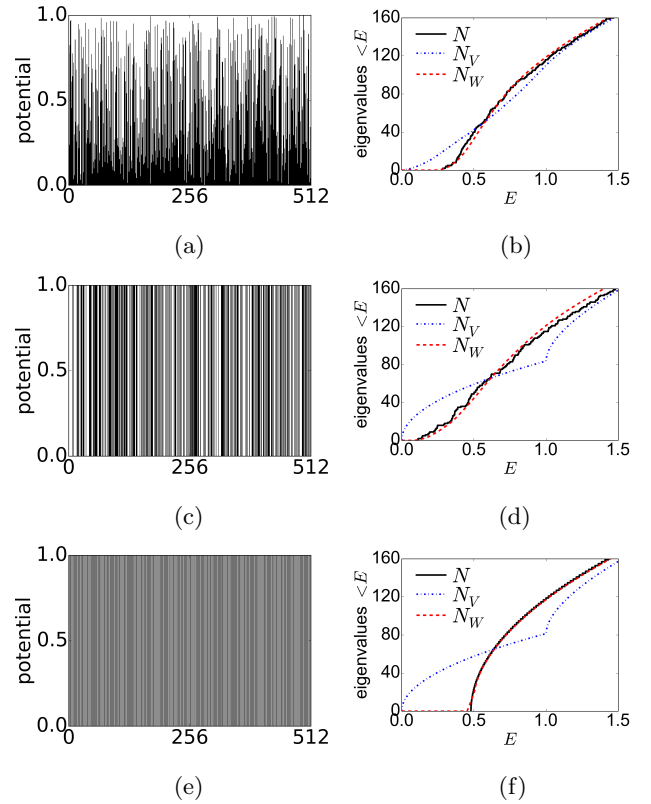 potential
1.0
0.5
0.0
0 256 512
(a)
eigenvalues <E
160
120
80
40
0
0.0 0.5 1.0 1.5
E
N
N_V
N_W
(b)
potential
1.0
0.5
0.0
0 256 512
(c)
eigenvalues <E
160
120
80
40
0
0.0 0.5 1.0 1.5
E
N
N_V
N_W
(d)
potential
1.0
0.5
0.0
0 256 512
(e)
eigenvalues <E
160
120
80
40
0
0.0 0.5 1.0 1.5
E
N
N_V
N_W
(f)